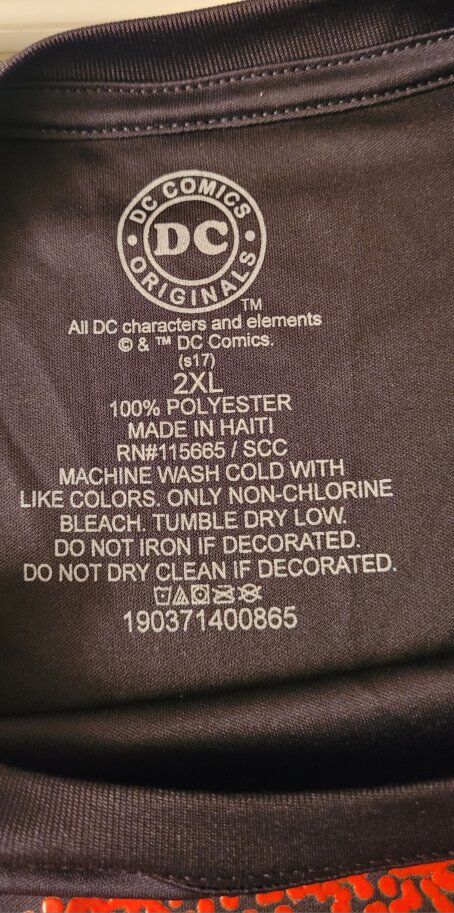 DC COMICS
DC
ORIGINALS
TM
All DC characters and elements
© & ™ DC Comics.
(s17)
2XL
100% POLYESTER
MADE IN HAITI
RN#115665 / SCC
MACHINE WASH COLD WITH
LIKE COLORS. ONLY NON-CHLORINE
BLEACH. TUMBLE DRY LOW.
DO NOT IRON IF DECORATED.
DO NOT DRY CLEAN IF DECORATED.
190371400865